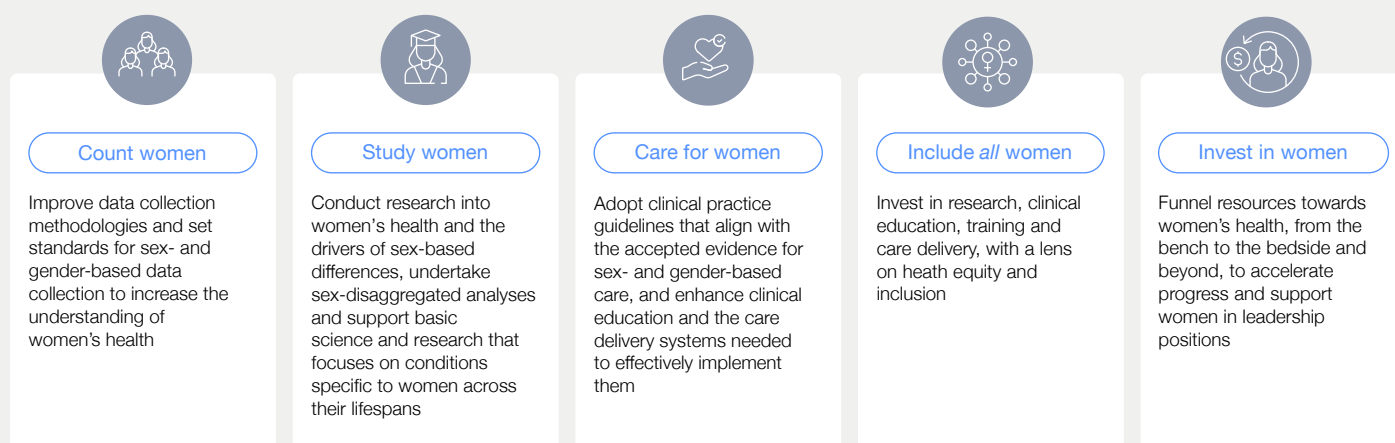 Count women
Improve data collection
methodologies and set
standards for sex- and
gender-based data
collection to increase the
understanding of
women’s health
Study women
Conduct research into
women’s health and the
drivers of sex-based
differences, undertake
sex-disaggregated analyses
and support basic
science and research that
focuses on conditions
specific to women across
their lifespans
Care for women
Adopt clinical practice
guidelines that align with
the accepted evidence for
sex- and gender-based
care, and enhance clinical
education and the care
delivery systems needed
to effectively implement
them
Include all women
Invest in research, clinical
education, training and
care delivery, with a lens
on heath equity and
inclusion
$
Invest in women
Funnel resources towards
women’s health, from the
bench to the bedside and
beyond, to accelerate
progress and support
women in leadership
positions